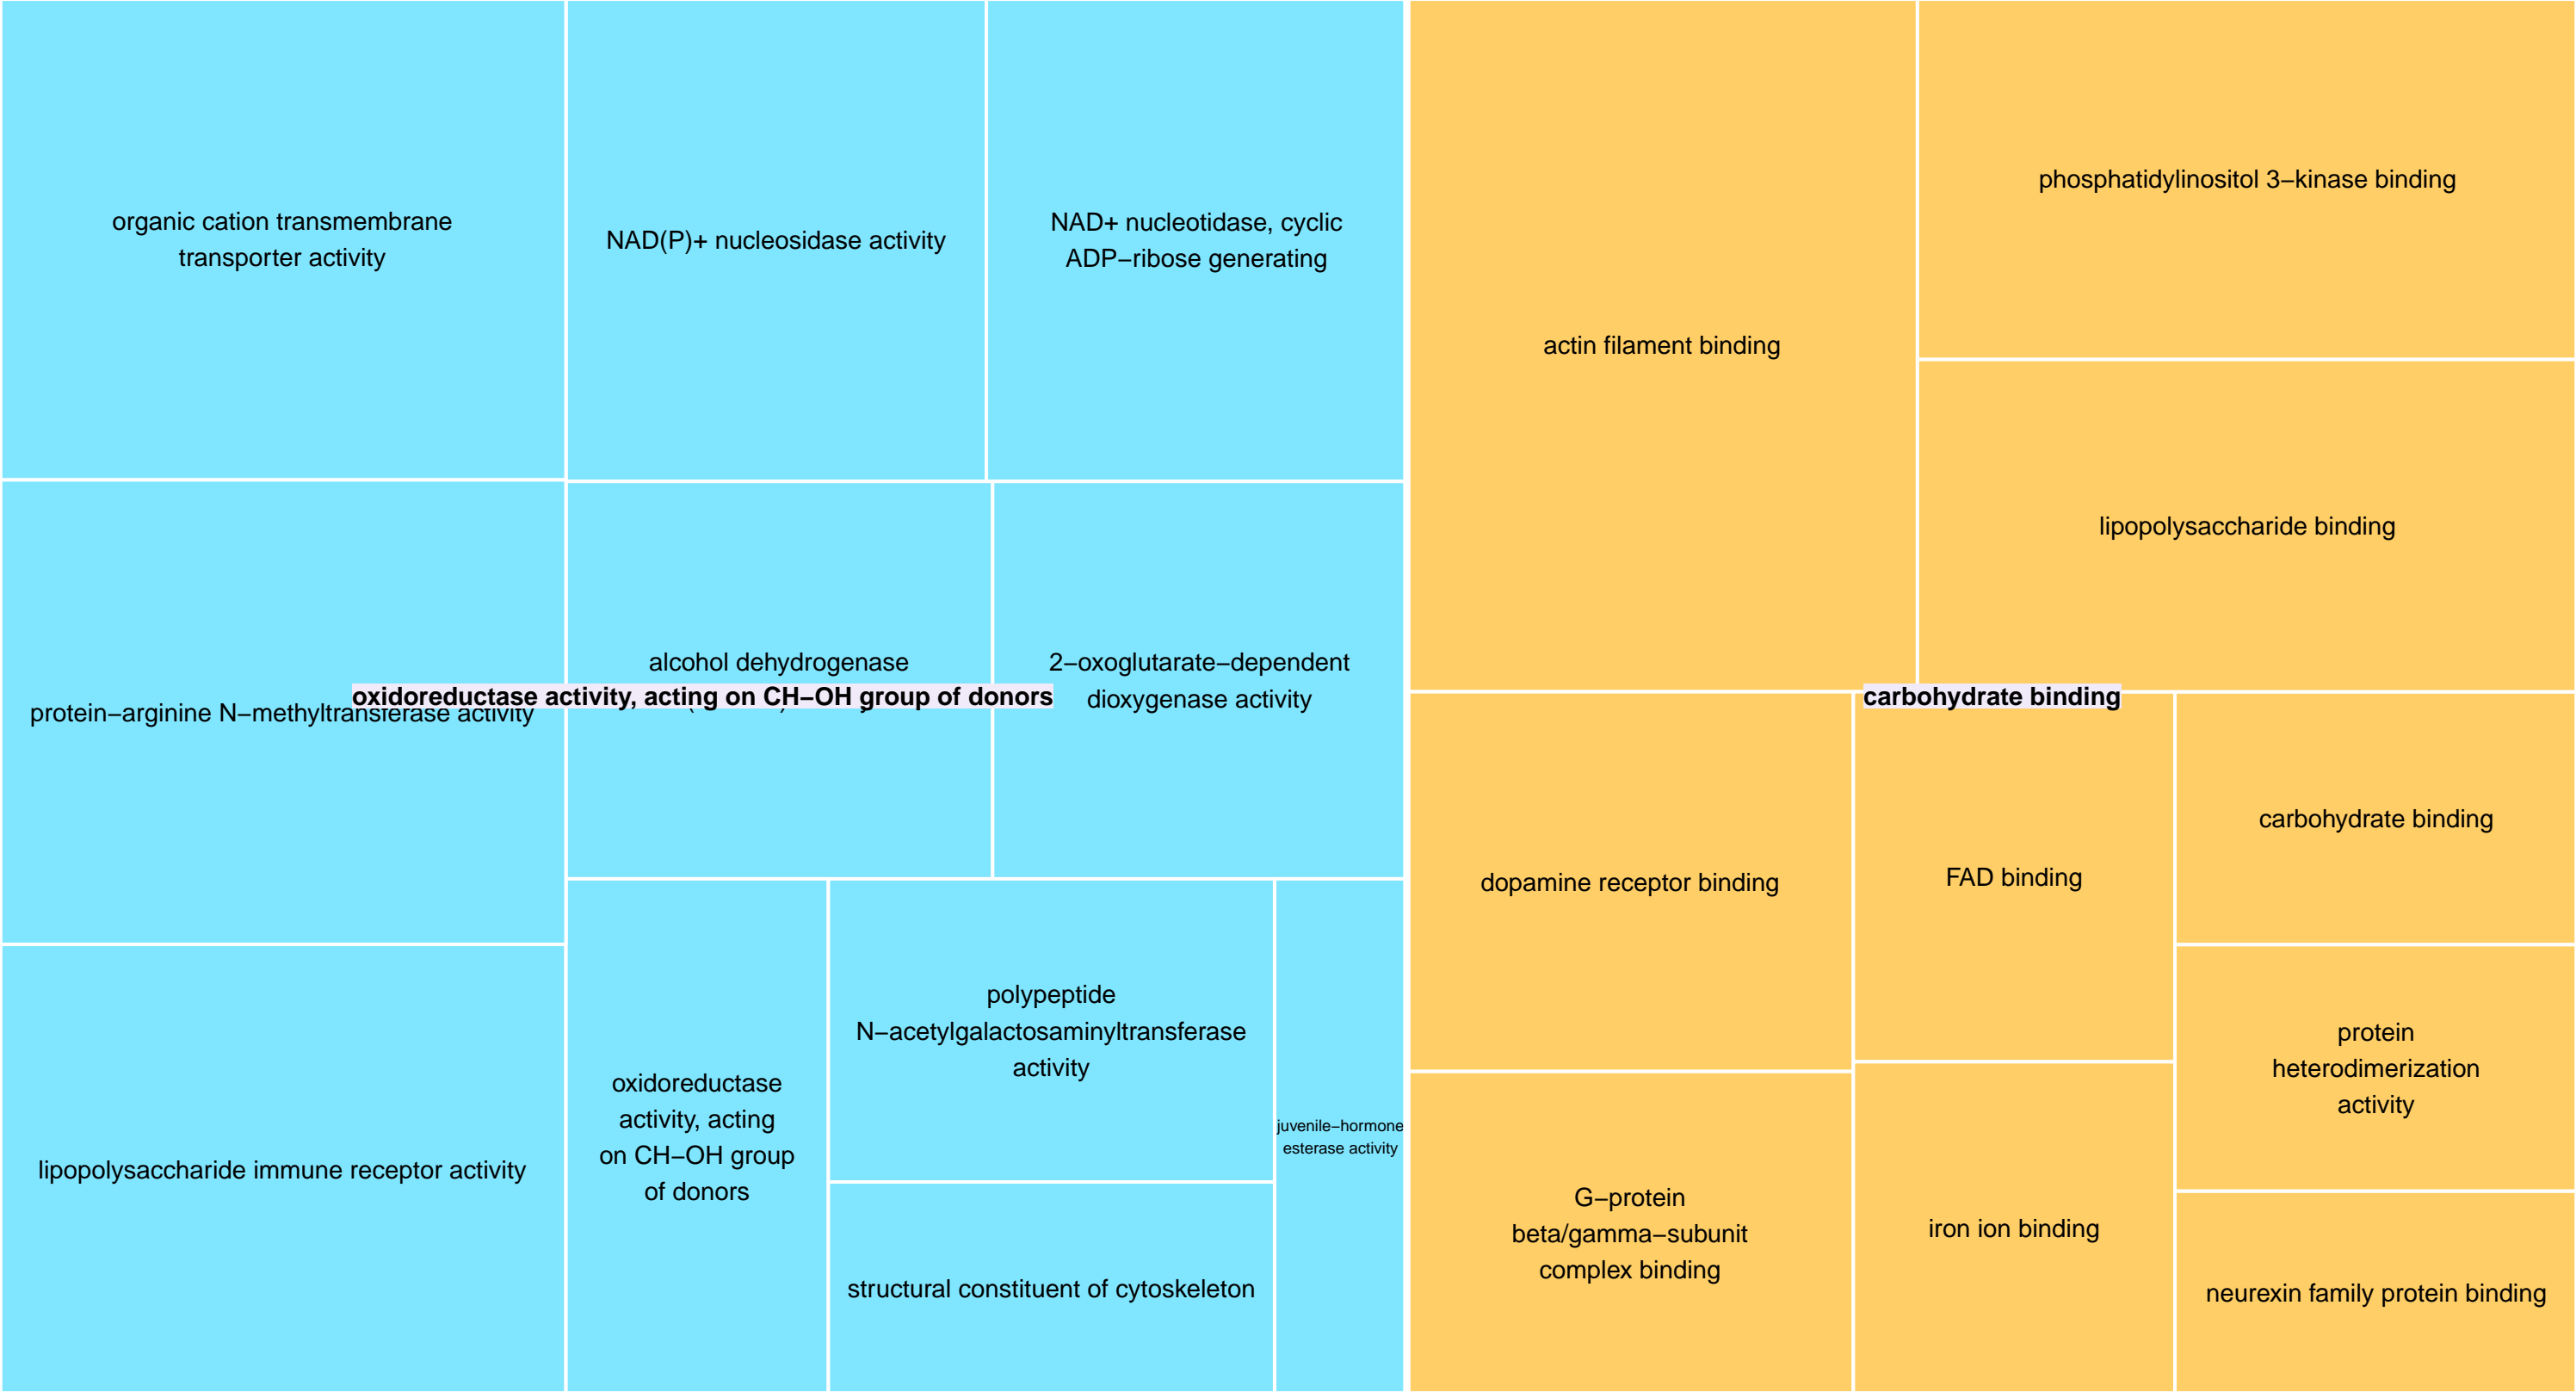 organic cation transmembrane
transporter activity
NAD(P)+ nucleosidase activity
NAD+ nucleotidase, cyclic
ADP−ribose generating
protein−arginine N−methyltransferase activity
alcohol dehydrogenase
2−oxoglutarate−dependent
dioxygenase activity
oxidoreductase activity, acting on CH−OH group of donors
lipopolysaccharide immune receptor activity
oxidoreductase
activity, acting
on CH−OH group
of donors
polypeptide
N−acetylgalactosaminyltransferase
activity
structural constituent of cytoskeleton
juvenile−hormone
esterase activity
actin filament binding
phosphatidylinositol 3−kinase binding
lipopolysaccharide binding
carbohydrate binding
dopamine receptor binding
FAD binding
carbohydrate binding
G−protein
beta/gamma−subunit
complex binding
iron ion binding
protein
heterodimerization
activity
neurexin family protein binding